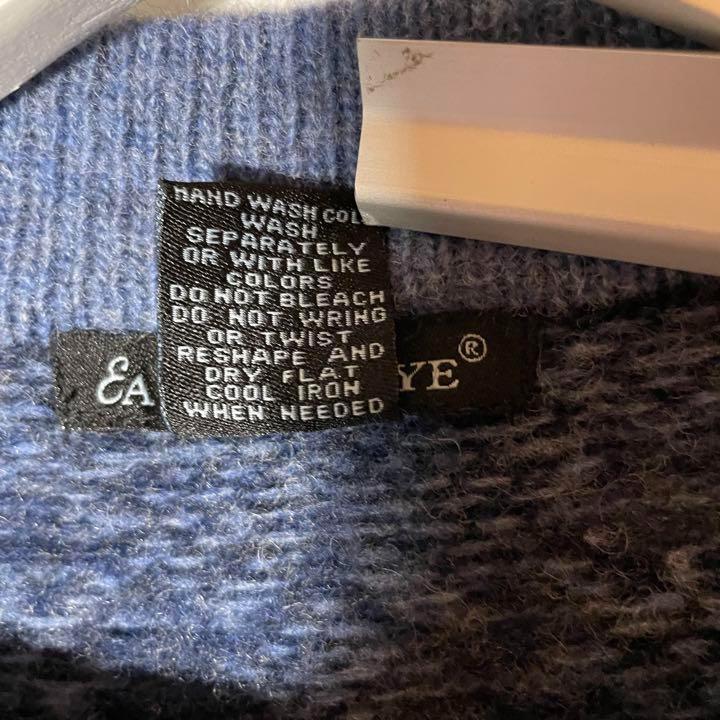 HAND WASH COL
WASH
SEPARATELY
OR WITH LIKE
COLORS
DO NOT BLEACH
DO NOT WRING
OR TWIST
RESHAPE AND
DRY FLAT
COOL IRON
WHEN NEEDED
EA YE®